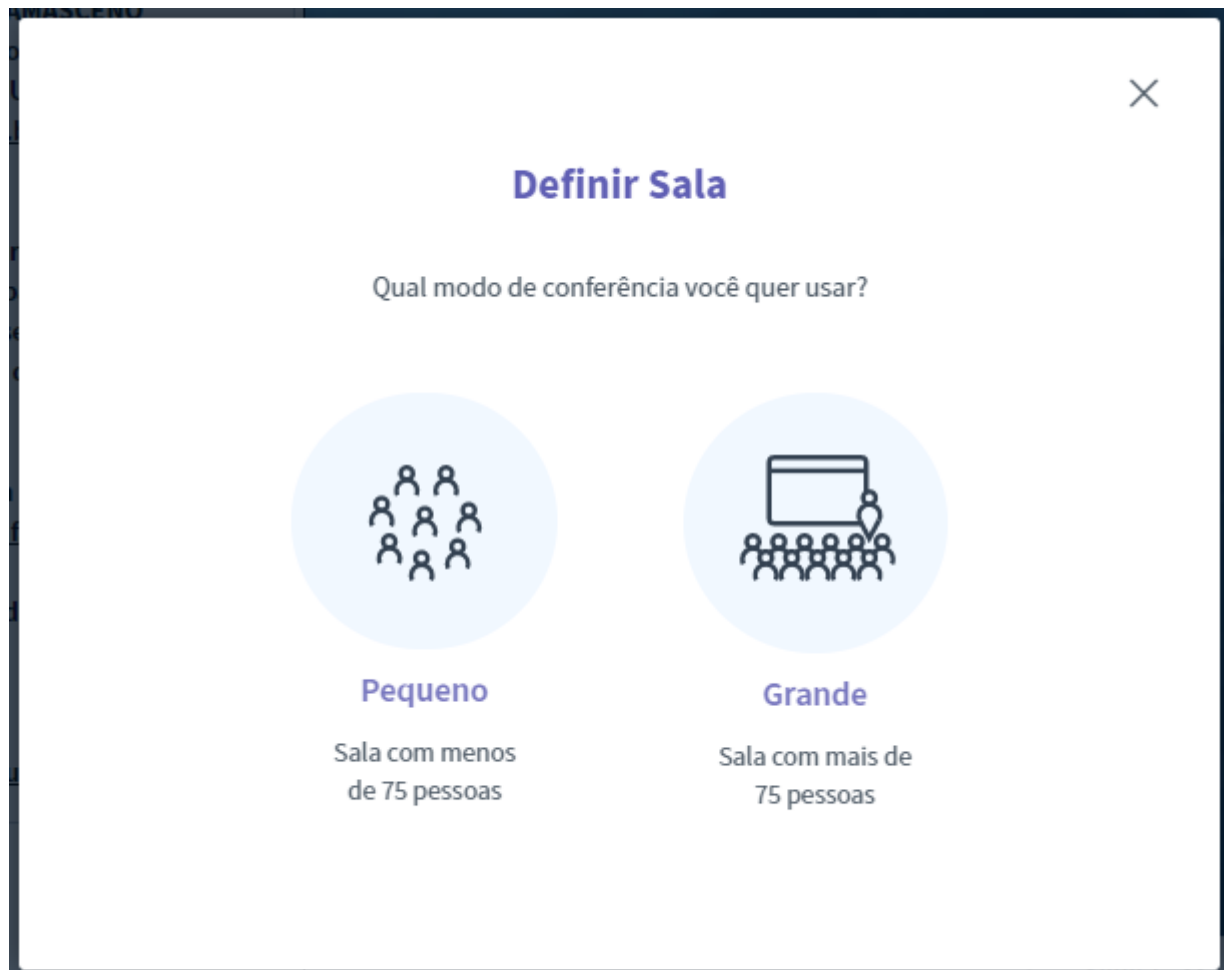 AMASCENO
Definir Sala
Qual modo de conferência você quer usar?
Pequeno
Sala com menos
de 75 pessoas
Grande
Sala com mais de
75 pessoas